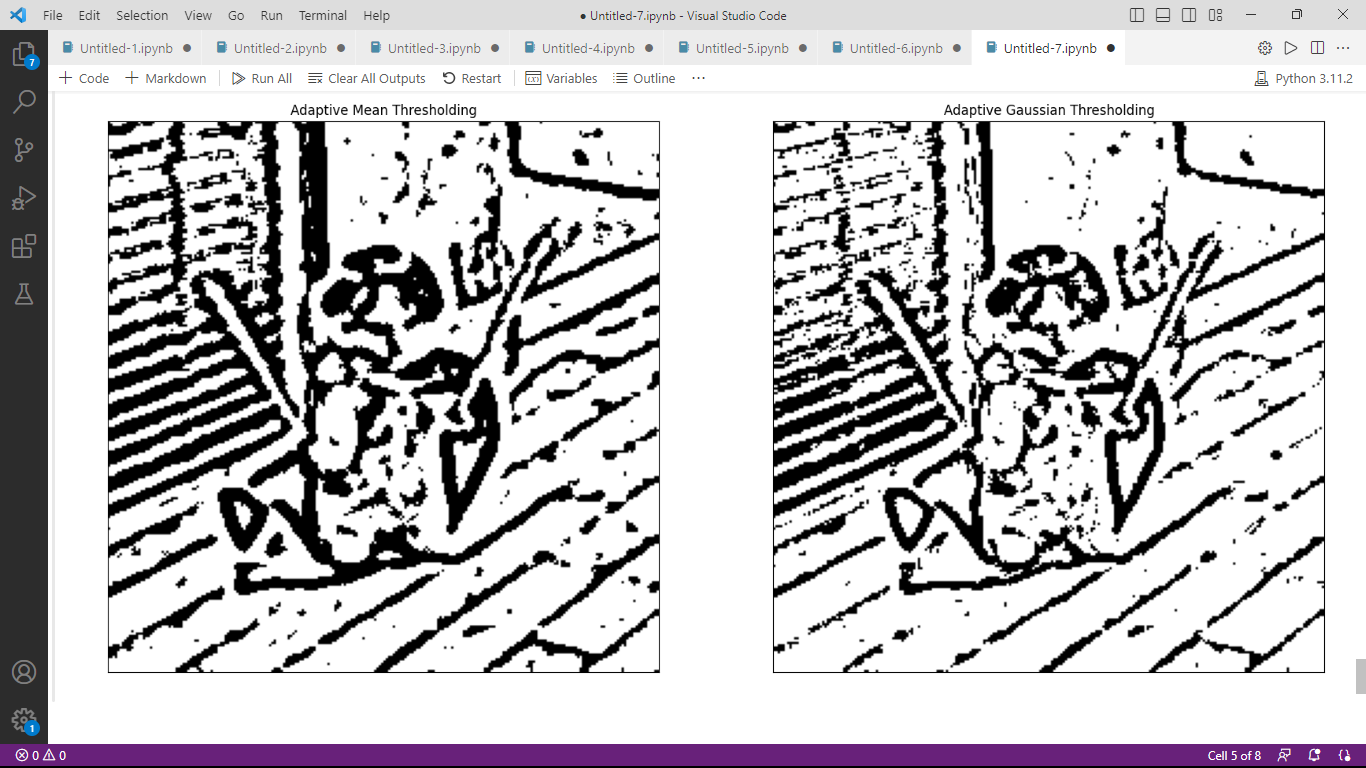 File Edit Selection View Go Run Terminal Help
● Untitled-7.ipynb - Visual Studio Code
Untitled-1.ipynb Untitled-2.ipynb Untitled-3.ipynb Untitled-4.ipynb Untitled-5.ipynb Untitled-6.ipynb Untitled-7.ipynb
7
+ Code + Markdown Run All Clear All Outputs Restart Variables Outline ··· Python 3.11.2
Adaptive Mean Thresholding Adaptive Gaussian Thresholding
1
0 0 Cell 5 of 8